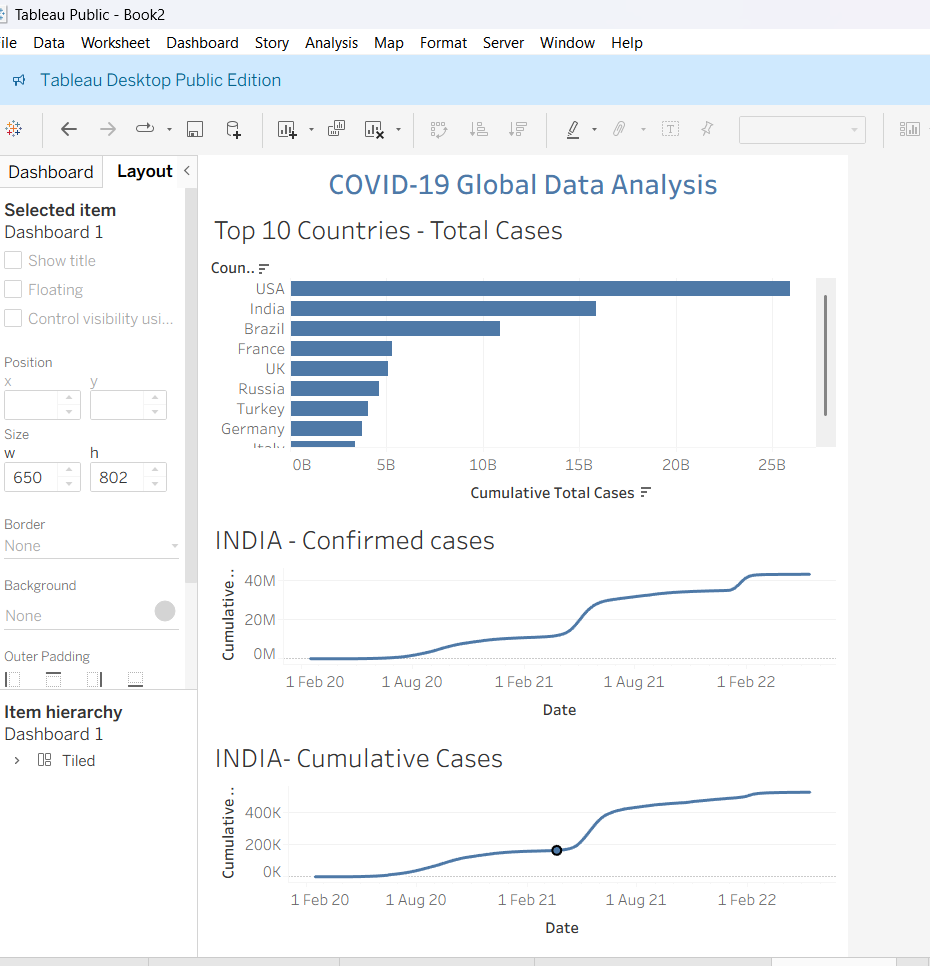 Tableau Public - Book2
ile Data Worksheet Dashboard Story Analysis Map Format Server Window Help
Tableau Desktop Public Edition
Dashboard Layout
Selected item
Dashboard 1
Show title
Floating
Control visibility usi...
Position
x y
Size
w h
650 802
Border
None
Background
None
Outer Padding
Item hierarchy
Dashboard 1
Tiled
COVID-19 Global Data Analysis
Top 10 Countries - Total Cases
Coun..
USA
India
Brazil
France
UK
Russia
Turkey
Germany
Italy
0B 5B 10B 15B 20B 25B
Cumulative Total Cases
INDIA - Confirmed cases
Cumulative ..
40M
20M
0M
1 Feb 20 1 Aug 20 1 Feb 21 1 Aug 21 1 Feb 22
Date
INDIA- Cumulative Cases
Cumulative ..
400K
200K
0K
1 Feb 20 1 Aug 20 1 Feb 21 1 Aug 21 1 Feb 22
Date